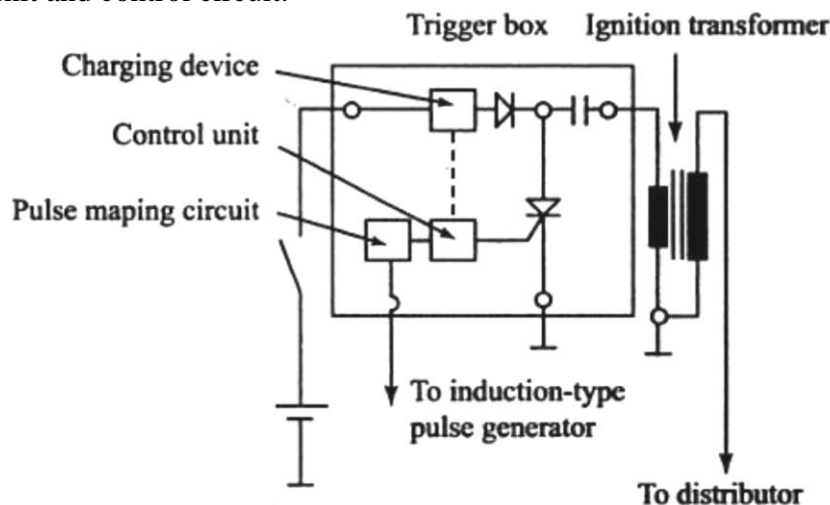 Trigger box
Ignition transformer
Charging device
Control unit
Pulse maping circuit
To induction-type
pulse generator
To distributor